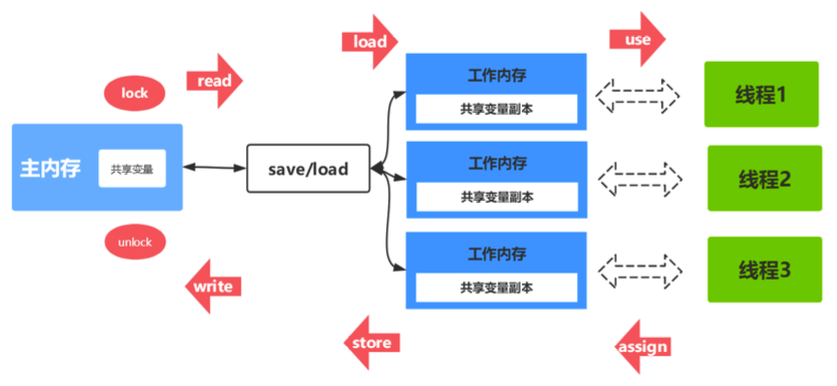 load
use
read
lock
工作内存
共享变量副本
线程1
主内存
共享变量
save/load
工作内存
共享变量副本
线程2
unlock
工作内存
共享变量副本
线程3
write
store
assign